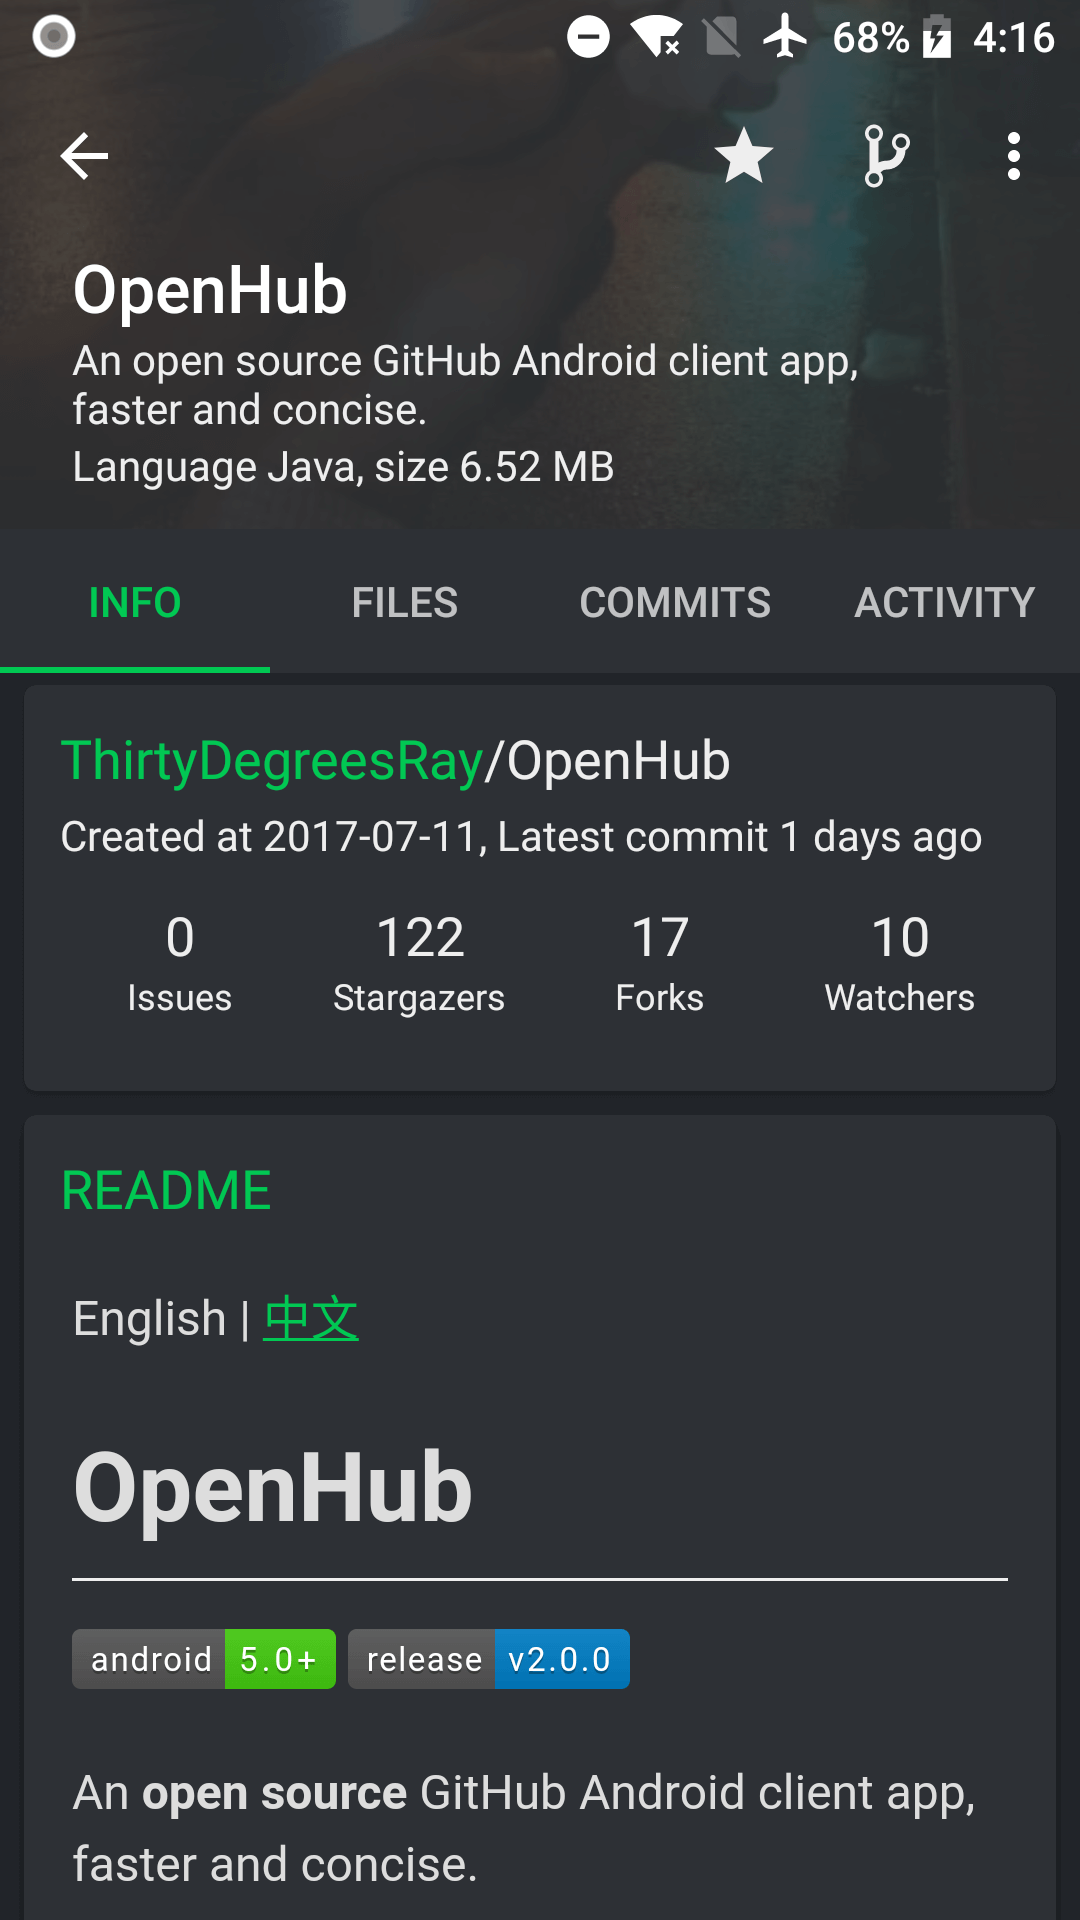 68% 4:16
OpenHub
An open source GitHub Android client app,
faster and concise.
Language Java, size 6.52 MB
INFO FILES COMMITS ACTIVITY
ThirtyDegreesRay/OpenHub
Created at 2017-07-11, Latest commit 1 days ago
0 122 17 10
Issues Stargazers Forks Watchers
README
English | 中文
OpenHub
android 5.0+ release v2.0.0
An open source GitHub Android client app,
faster and concise.